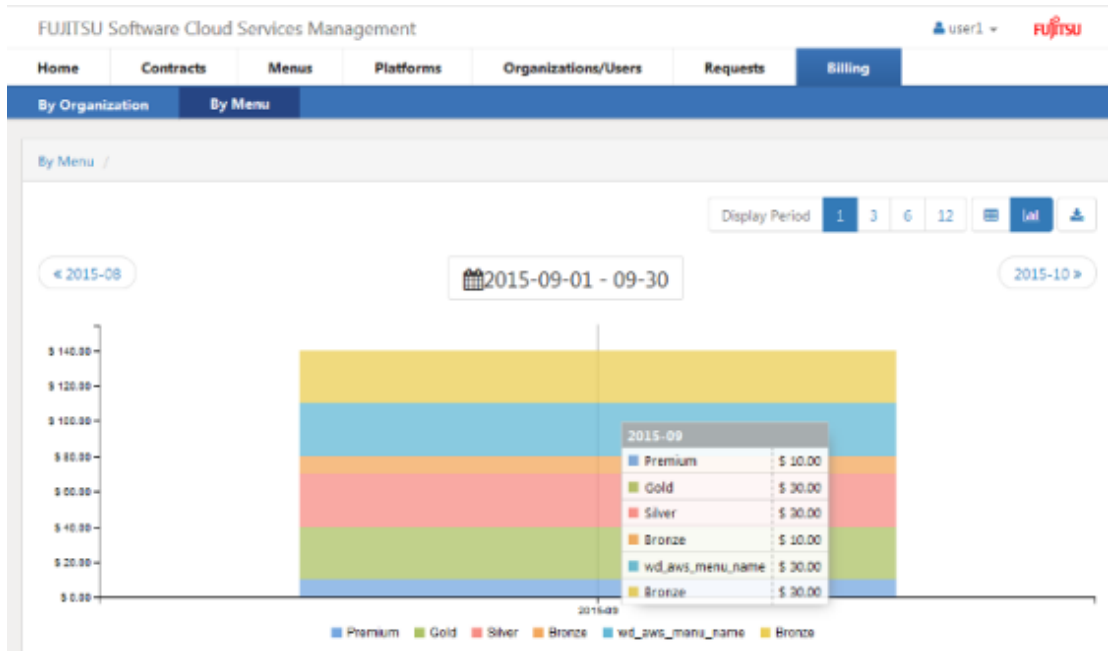 FUJITSU Software Cloud Services Management user1 FUJITSU
Home Contracts Menus Platforms Organizations/Users Requests Billing
By Organization By Menu
By Menu /
Display Period 1 3 6 12
« 2015-08 2015-09-01 - 09-30 2015-10 »
$ 140.00
$ 120.00
$ 100.00
$ 80.00
$ 60.00
$ 40.00
$ 20.00
$ 0.00
2015-09
Premium $ 10.00
Gold $ 30.00
Silver $ 30.00
Bronze $ 10.00
wd_aws_menu_name $ 30.00
Bronze $ 30.00
2015-09
Premium Gold Silver Bronze wd_aws_menu_name Bronze